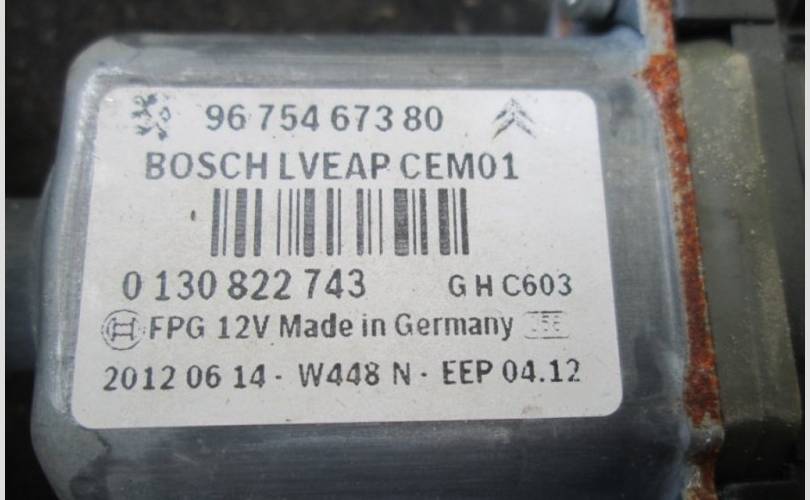 96 754 673 80
BOSCH LVEAP CEM01
0 130 822 743 G H C603
FPG 12V Made in Germany
2012 06 14 - W448 N - EEP 04.12